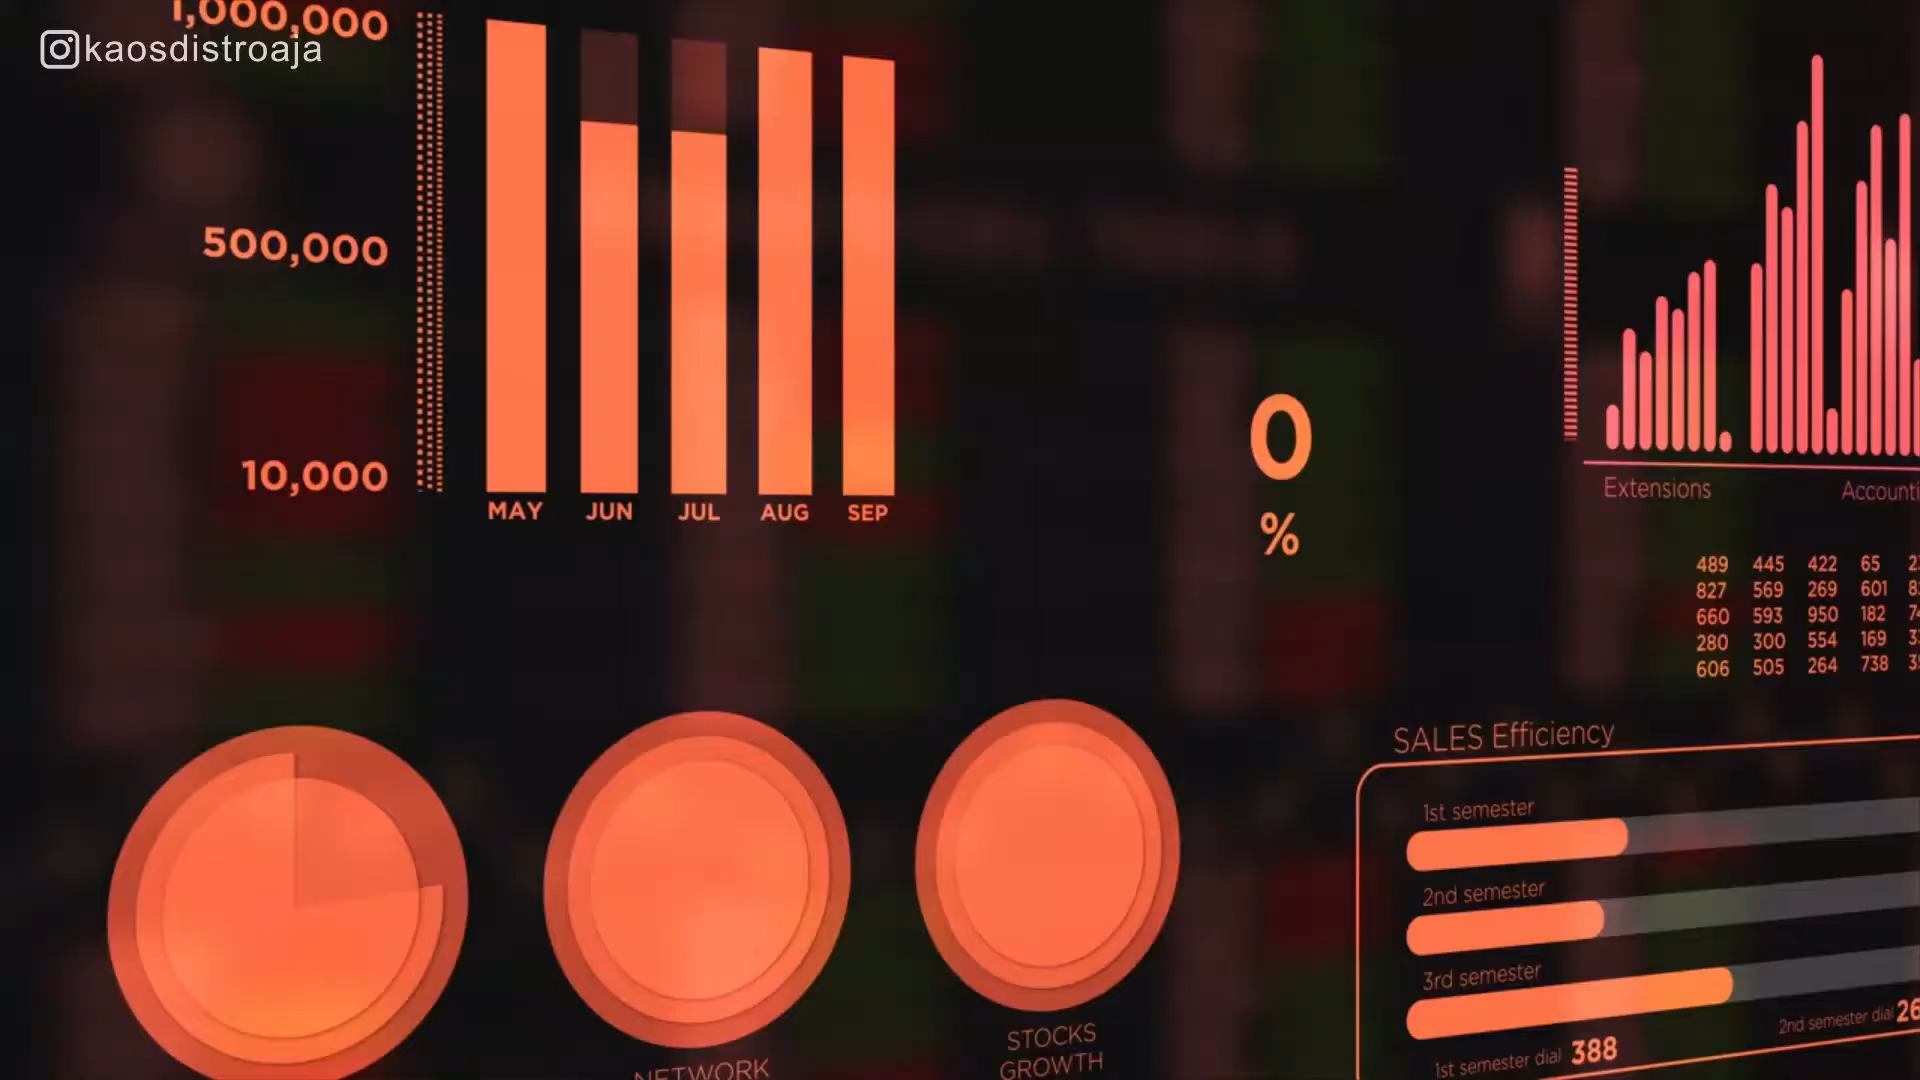 1,000,000
kaosdistroaja
500,000
10,000
MAY JUN JUL AUG SEP
0
%
Extensions
489 445 422 65
827 569 269 601
660 593 950 182
280 300 554 169
606 505 264 738
SALES Efficiency
1st semester
2nd semester
3rd semester
1st semester dial 388
2nd semester dial 26
NETWORK
STOCKS
GROWTH